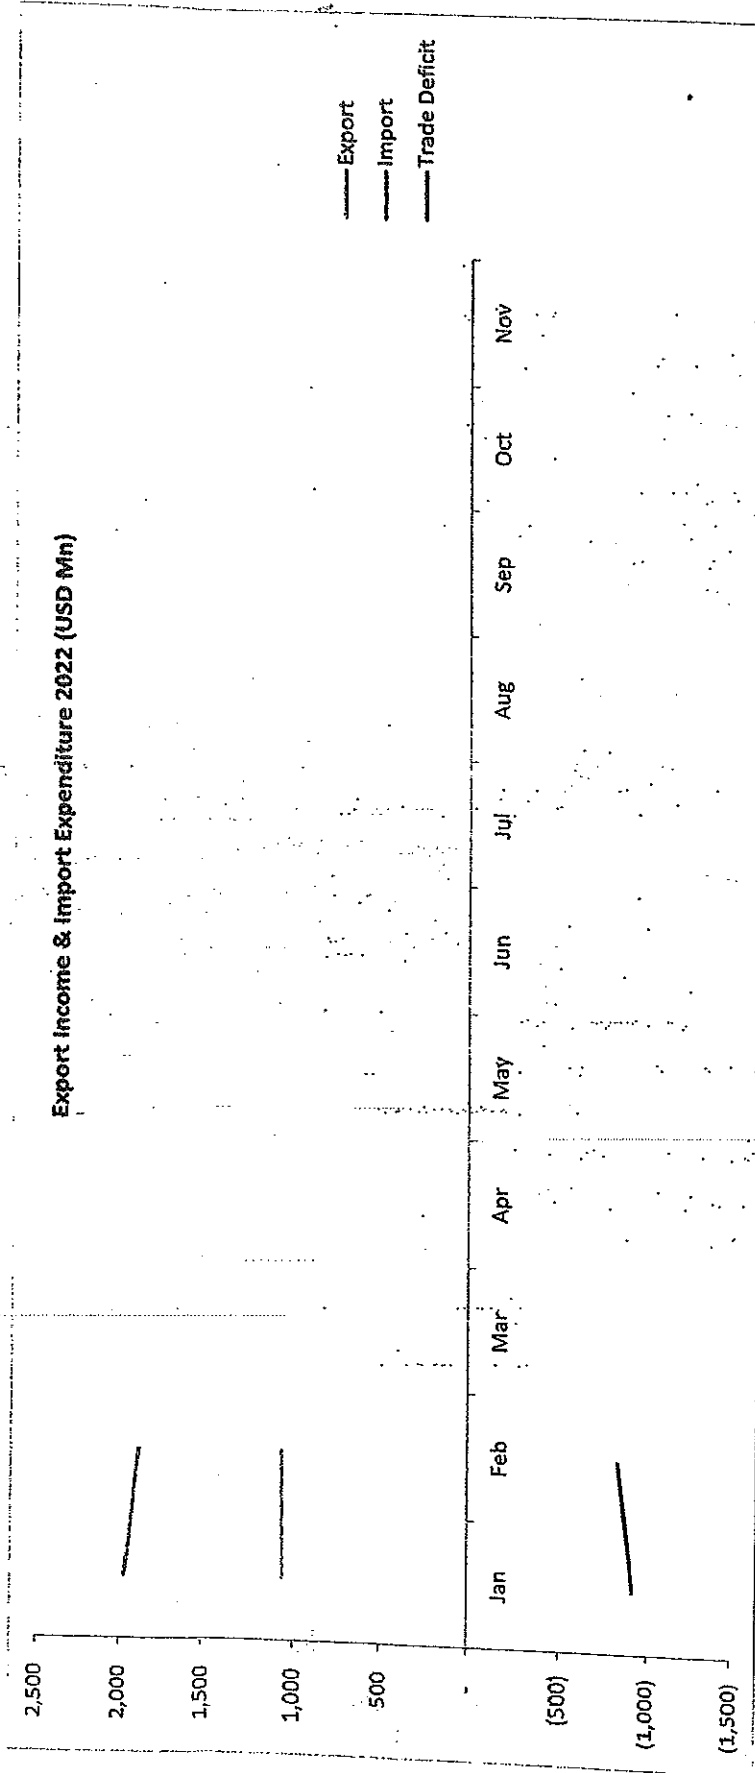 Export Income & Import Expenditure 2022 (USD Mn)
2,500
2,000
1,500
1,000
500
-
(500)
(1,000)
(1,500)
Jan
Feb
Mar
Apr
May
Jun
Jul
Aug
Sep
Oct
Nov
Export
Import
Trade Deficit